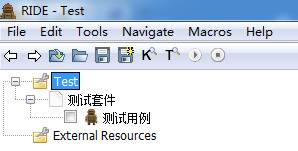 RIDE - Test
File Edit Tools Navigate Macros Help
K T
Test
测试套件
测试用例
External Resources